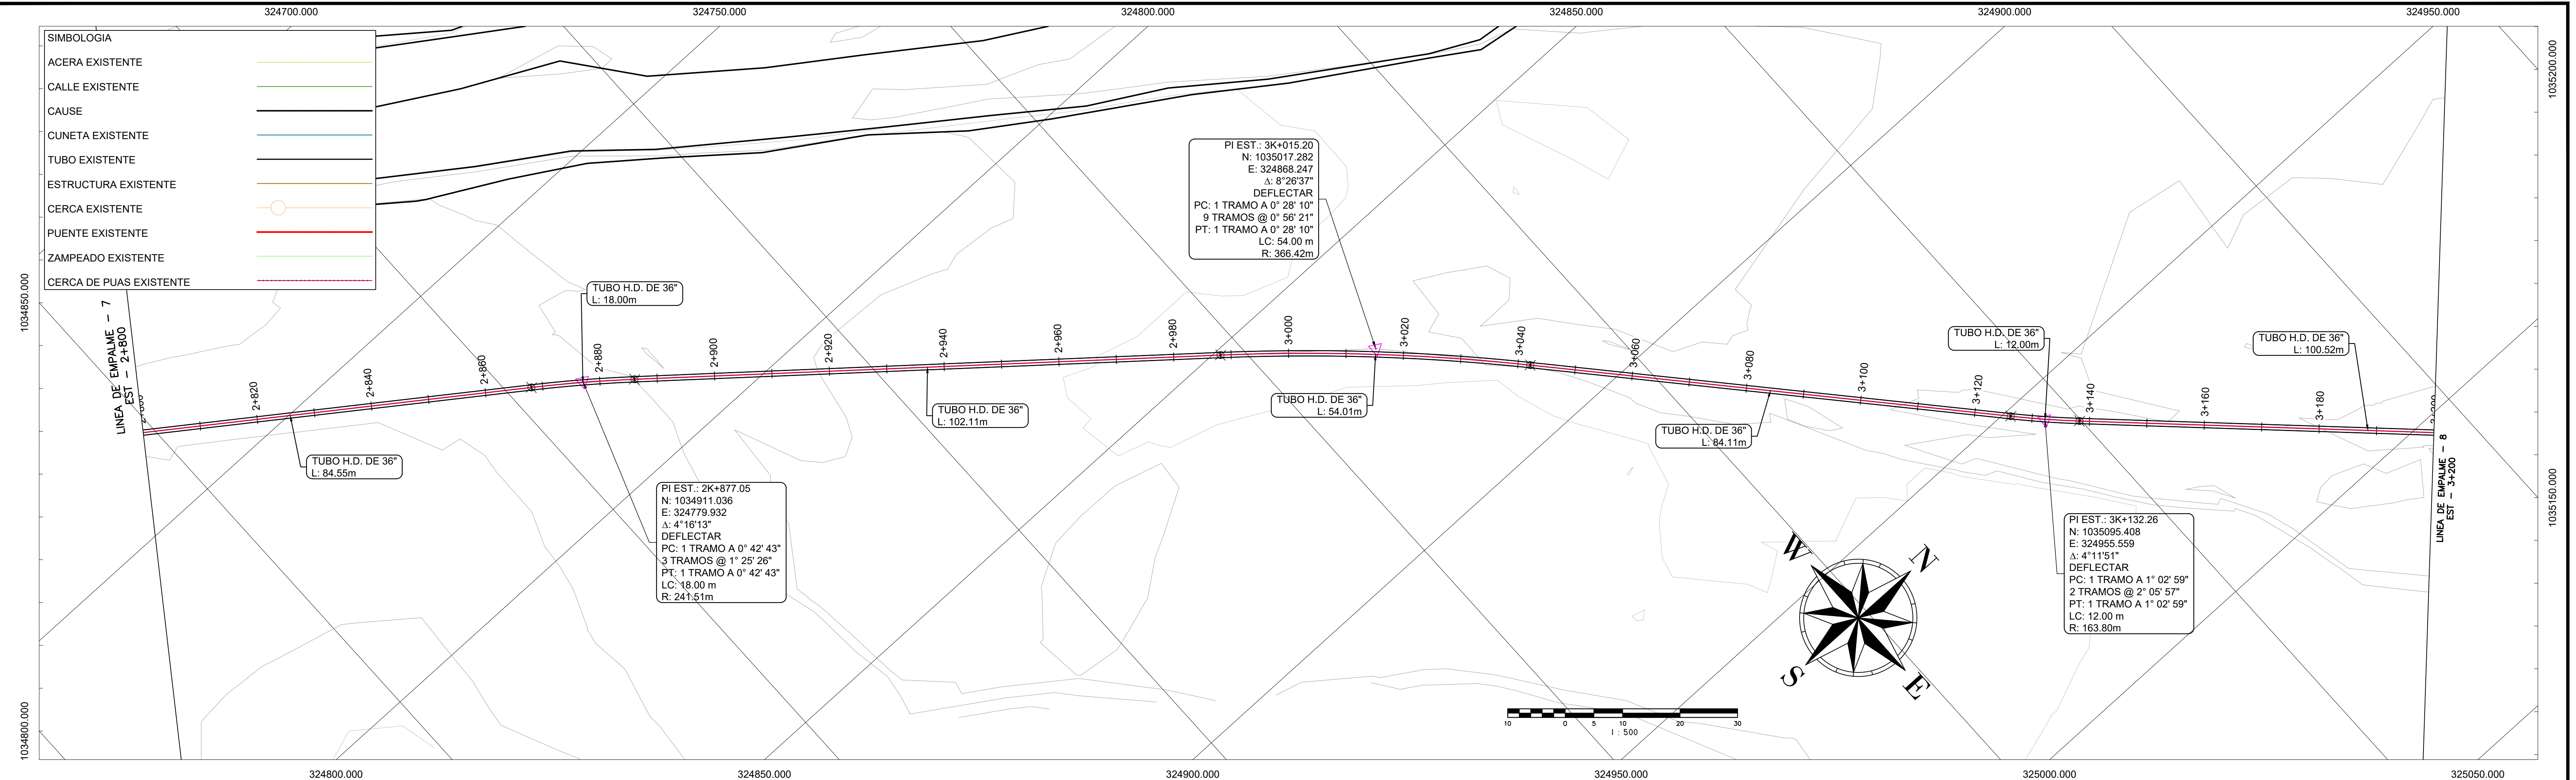 324700.000
324750.000
324800.000
324850.000
324900.000
324950.000
SIMBOLOGIA
ACERA EXISTENTE
CALLE EXISTENTE
CAUSE
CUNETA EXISTENTE
TUBO EXISTENTE
ESTRUCTURA EXISTENTE
CERCA EXISTENTE
PUENTE EXISTENTE
ZAMPEADO EXISTENTE
CERCA DE PUAS EXISTENTE
1034850.000
1034800.000
1035200.000
1035150.000
LINEA DE EMPALME - 7
EST - 2+800
2+820
2+840
2+860
2+880
2+900
2+920
2+940
2+960
2+980
3+000
3+020
3+040
3+060
3+080
3+100
3+120
3+140
3+160
3+180
LINEA DE EMPALME - 8
EST - 3+200
TUBO H.D. DE 36"
L: 84.55m
TUBO H.D. DE 36"
L: 18.00m
PI EST.: 2K+877.05
N: 1034911.036
E: 324779.932
Δ: 4°16'13"
DEFLECTAR
PC: 1 TRAMO A 0° 42' 43"
3 TRAMOS @ 1° 25' 26"
PT: 1 TRAMO A 0° 42' 43"
LC: 18.00 m
R: 241.51m
TUBO H.D. DE 36"
L: 102.11m
PI EST.: 3K+015.20
N: 1035017.282
E: 324868.247
Δ: 8°26'37"
DEFLECTAR
PC: 1 TRAMO A 0° 28' 10"
9 TRAMOS @ 0° 56' 21"
PT: 1 TRAMO A 0° 28' 10"
LC: 54.00 m
R: 366.42m
TUBO H.D. DE 36"
L: 54.01m
TUBO H.D. DE 36"
L: 84.11m
TUBO H.D. DE 36"
L: 12.00m
PI EST.: 3K+132.26
N: 1035095.408
E: 324955.559
Δ: 4°11'51"
DEFLECTAR
PC: 1 TRAMO A 1° 02' 59"
2 TRAMOS @ 2° 05' 57"
PT: 1 TRAMO A 1° 02' 59"
LC: 12.00 m
R: 163.80m
TUBO H.D. DE 36"
L: 100.52m
W
N
S
E
10 0 5 10 20 30
1 : 500
324800.000
324850.000
324900.000
324950.000
325000.000
325050.000